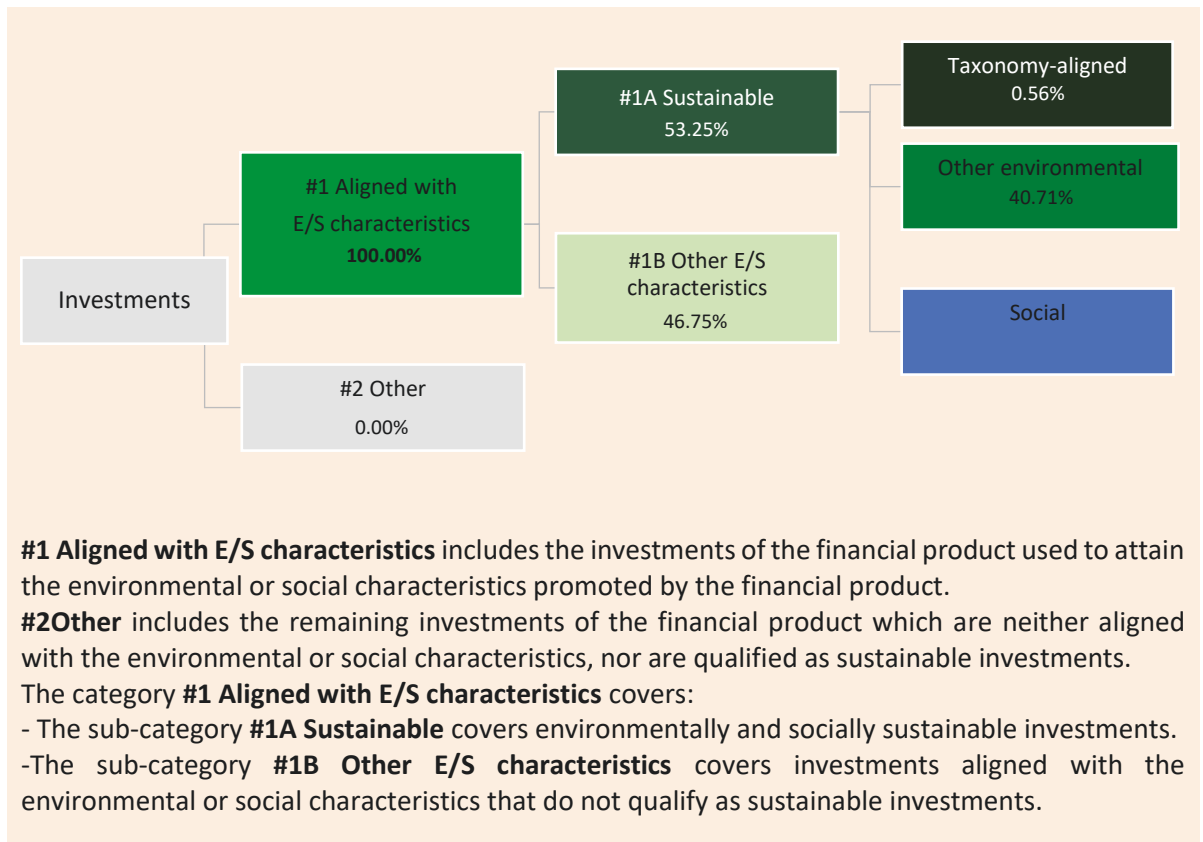 Taxonomy-aligned
0.56%
#1A Sustainable
53.25%
Other environmental
40.71%
#1 Aligned with
E/S characteristics
100.00%
#1B Other E/S
characteristics
46.75%
Investments
Social
#2 Other
0.00%
#1 Aligned with E/S characteristics includes the investments of the financial product used to attain
the environmental or social characteristics promoted by the financial product.
#2Other includes the remaining investments of the financial product which are neither aligned
with the environmental or social characteristics, nor are qualified as sustainable investments.
The category #1 Aligned with E/S characteristics covers:
- The sub-category #1A Sustainable covers environmentally and socially sustainable investments.
-The sub-category #1B Other E/S characteristics covers investments aligned with the
environmental or social characteristics that do not qualify as sustainable investments.